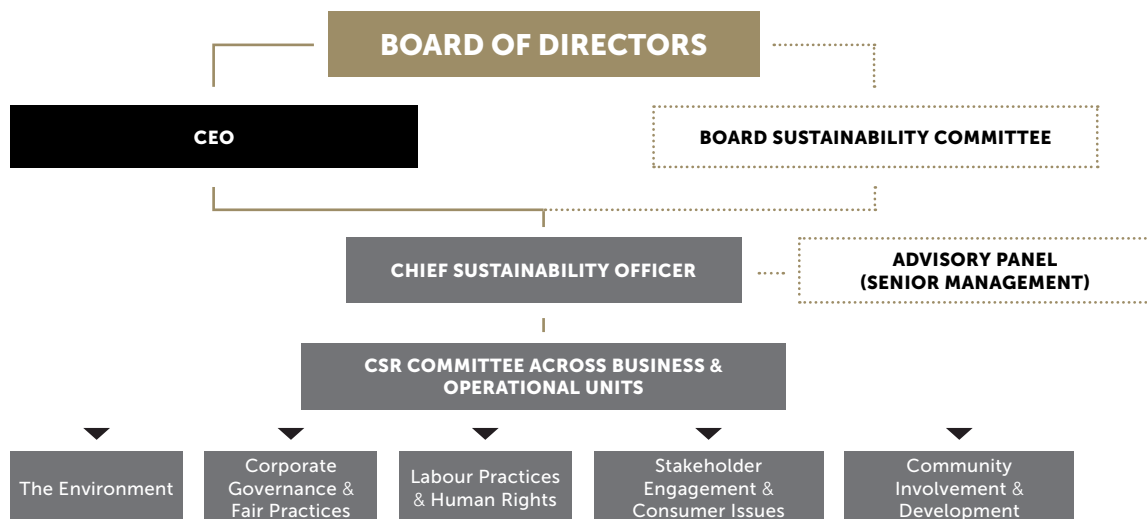 BOARD OF DIRECTORS
CEO
BOARD SUSTAINABILITY COMMITTEE
CHIEF SUSTAINABILITY OFFICER
ADVISORY PANEL
(SENIOR MANAGEMENT)
CSR COMMITTEE ACROSS BUSINESS &
OPERATIONAL UNITS
The Environment
Corporate
Governance &
Fair Practices
Labour Practices
& Human Rights
Stakeholder
Engagement &
Consumer Issues
Community
Involvement &
Development